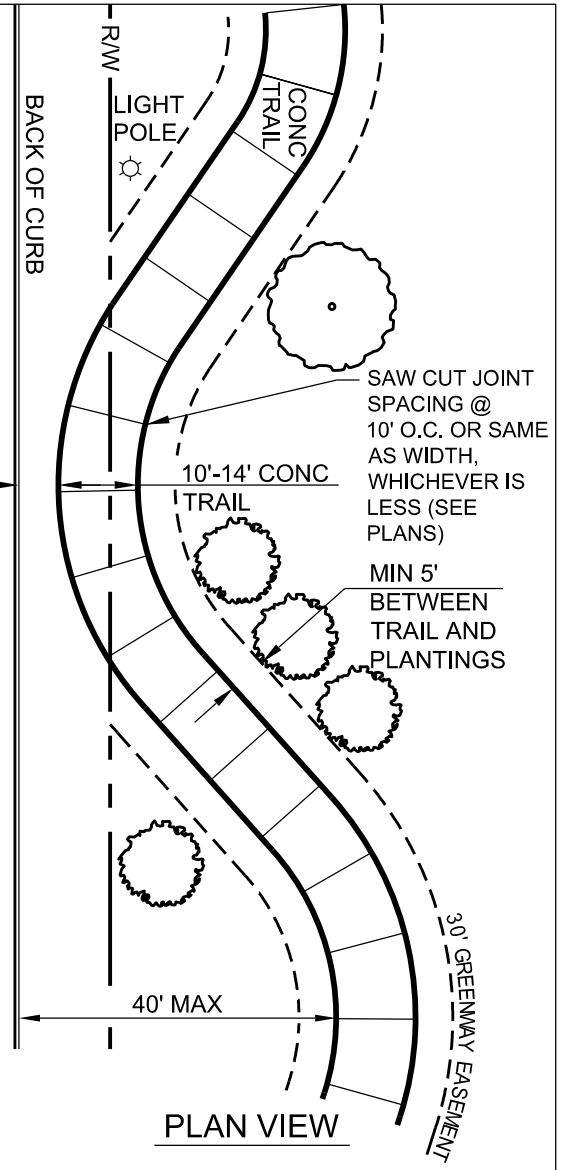 R/W
BACK OF CURB
LIGHT
POLE
CONC
TRAIL
SAW CUT JOINT
SPACING @
10' O.C. OR SAME
AS WIDTH,
WHICHEVER IS
LESS (SEE
PLANS)
10'-14' CONC
TRAIL
MIN 5'
BETWEEN
TRAIL AND
PLANTINGS
30' GREENWAY EASEMENT
40' MAX
PLAN VIEW